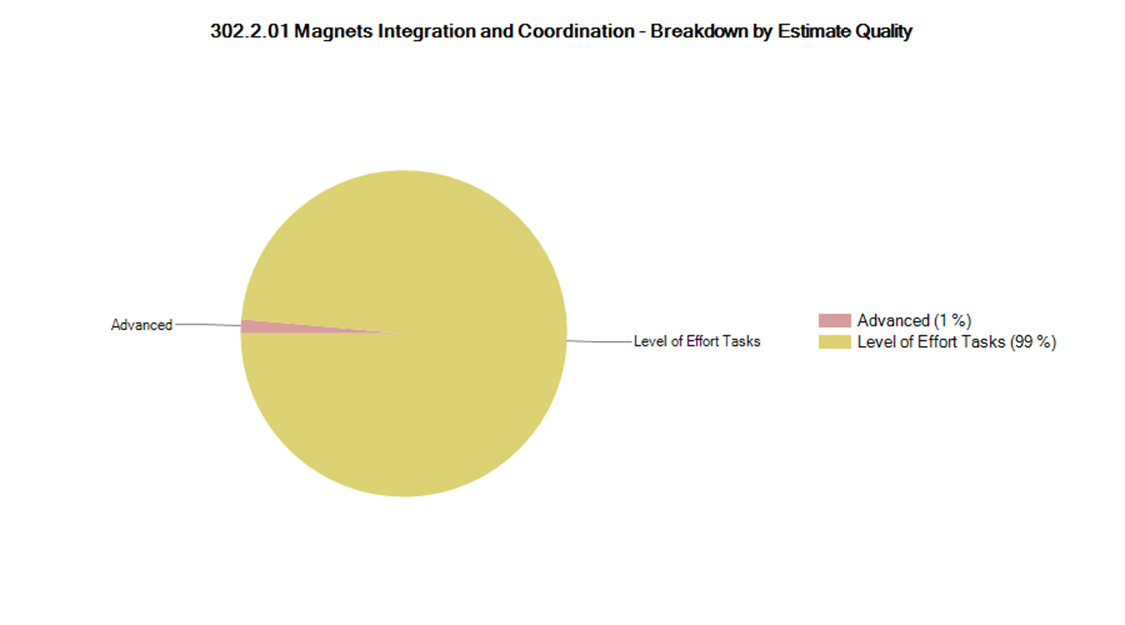 302.2.01 Magnets Integration and Coordination - Breakdown by Estimate Quality
Advanced
Level of Effort Tasks
Advanced (1 %)
Level of Effort Tasks (99 %)